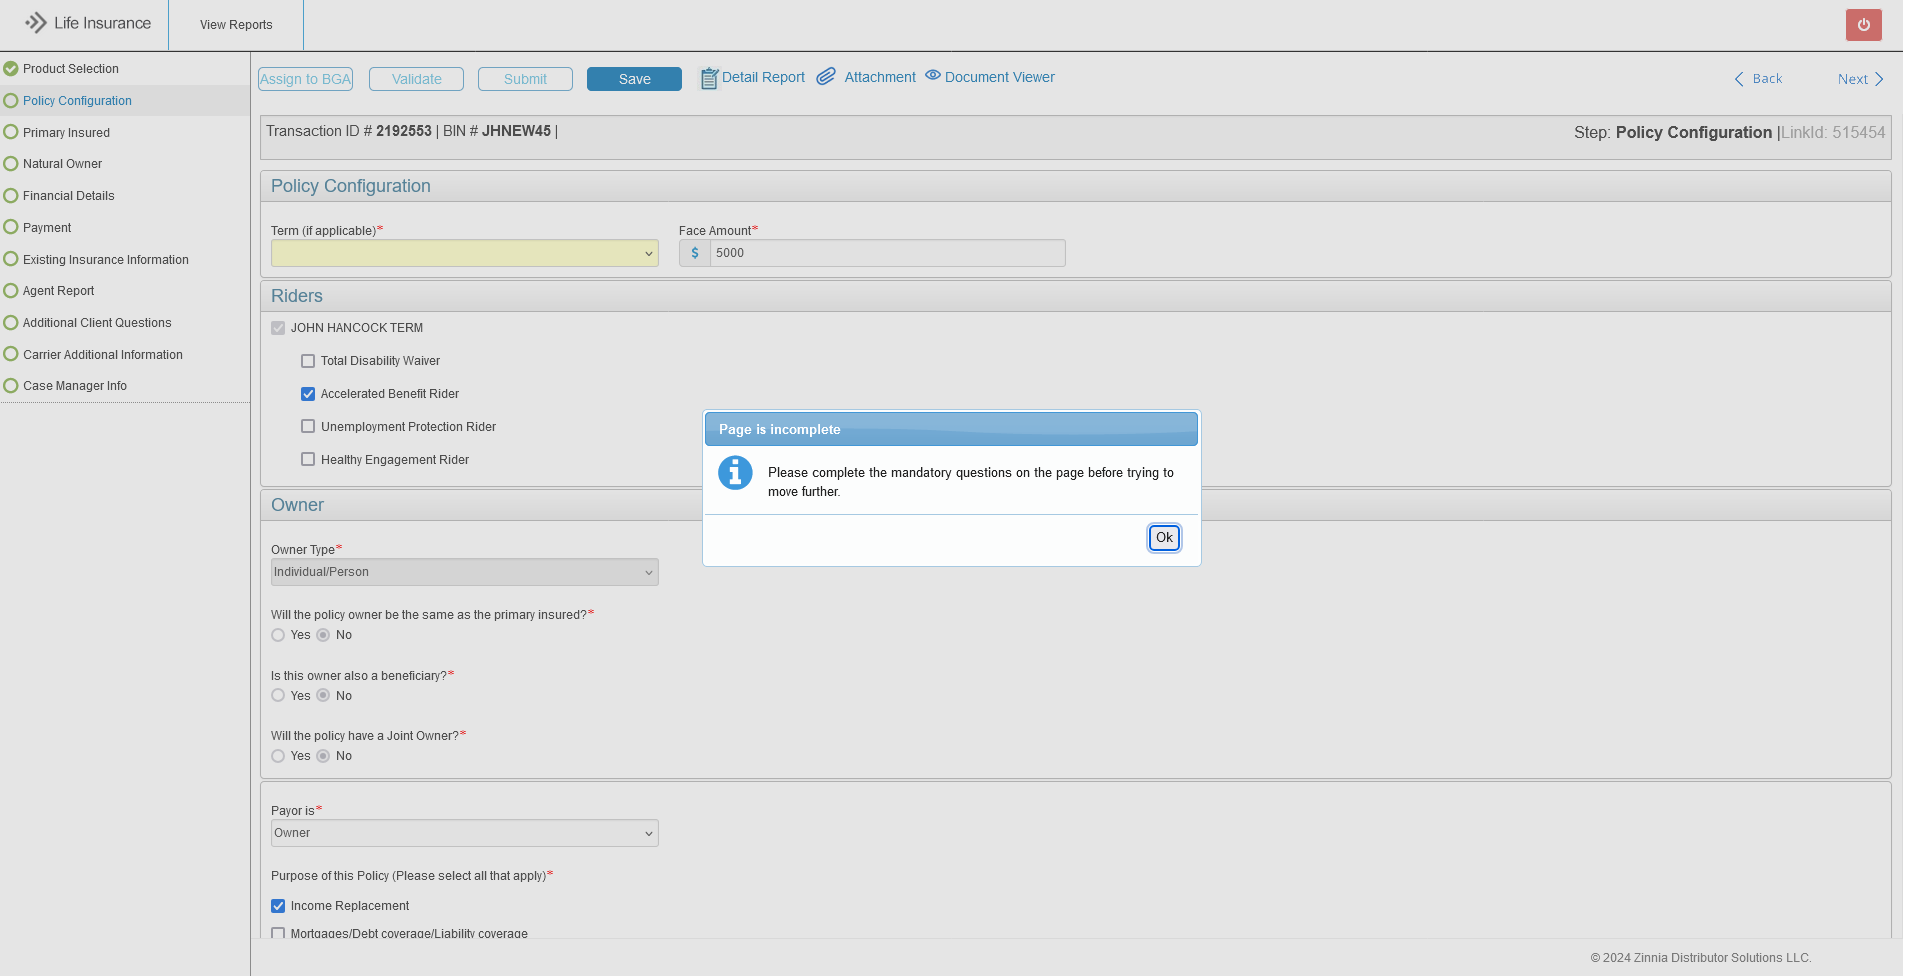 Life Insurance
View Reports
Product Selection
Policy Configuration
Primary Insured
Natural Owner
Financial Details
Payment
Existing Insurance Information
Agent Report
Additional Client Questions
Carrier Additional Information
Case Manager Info
Assign to BGA Validate Submit Save Detail Report Attachment Document Viewer Back Next
Transaction ID # 2192553 | BIN # JHNEW45 |
Step: Policy Configuration |LinkId: 515454
Policy Configuration
Term (if applicable)* Face Amount*
$ 5000
Riders
JOHN HANCOCK TERM
Total Disability Waiver
Accelerated Benefit Rider
Unemployment Protection Rider
Healthy Engagement Rider
Page is incomplete
Please complete the mandatory questions on the page before trying to
move further.
Ok
Owner
Owner Type*
Individual/Person
Will the policy owner be the same as the primary insured?*
Yes No
Is this owner also a beneficiary?*
Yes No
Will the policy have a Joint Owner?*
Yes No
Payor is*
Owner
Purpose of this Policy (Please select all that apply)*
Income Replacement
Mortgages/Debt coverage/Liability coverage
© 2024 Zinnia Distributor Solutions LLC.